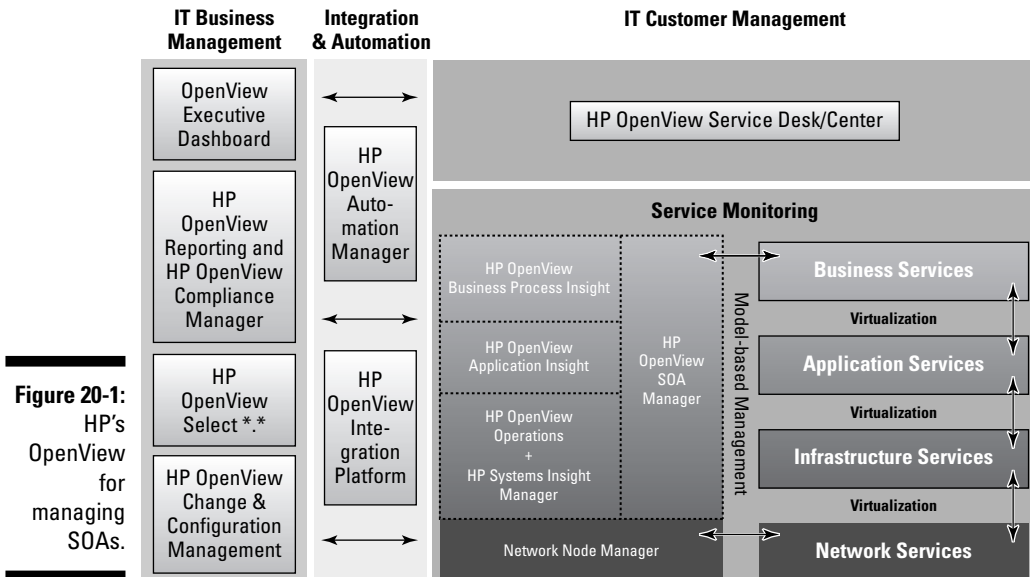 IT Business
Management
Integration
& Automation
IT Customer Management
OpenView
Executive
Dashboard
HP
OpenView
Reporting and
HP OpenView
Compliance
Manager
HP
OpenView
Select *.*
HP OpenView
Change &
Configuration
Management
HP
OpenView
Auto-
mation
Manager
HP
OpenView
Inte-
gration
Platform
HP OpenView Service Desk/Center
Service Monitoring
HP OpenView
Business Process Insight
HP OpenView
Application Insight
HP OpenView
Operations
+
HP Systems Insight
Manager
HP
OpenView
SOA
Manager
Network Node Manager
Model-based Management
Business Services
Virtualization
Application Services
Virtualization
Infrastructure Services
Virtualization
Network Services
Figure 20-1:
HP's
OpenView
for
managing
SOAs.